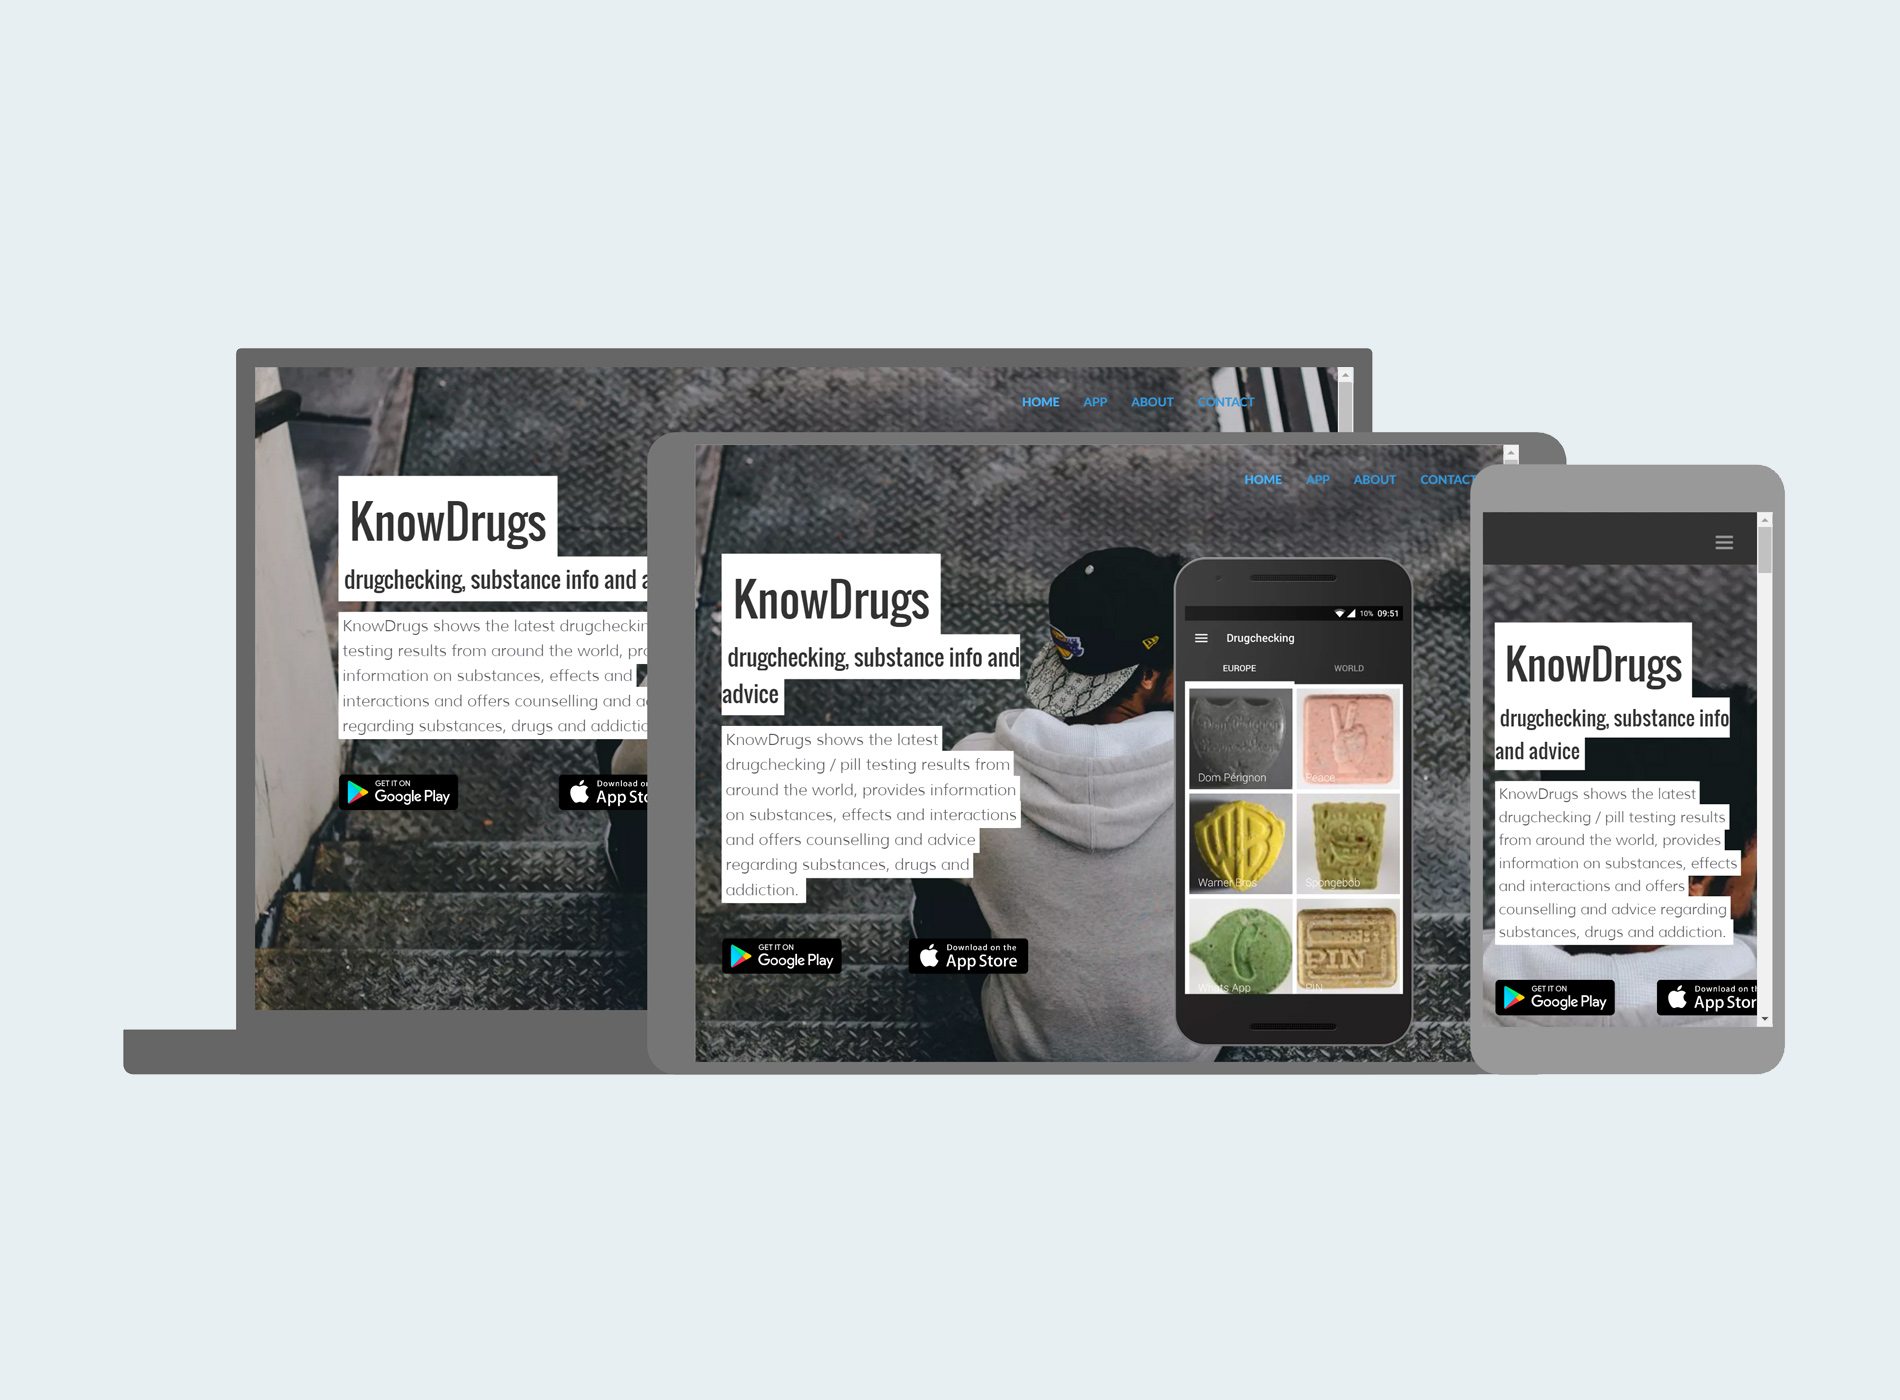 HOME APP ABOUT CONTACT
KnowDrugs
drugchecking, substance info and
KnowDrugs shows the latest
testing results from around the world,
information on substances, effects and
interactions and offers counselling and
regarding substances, drugs and
GET IT ON
Google Play
Download
App
HOME APP ABOUT CONTACT
KnowDrugs
drugchecking, substance info and
advice
KnowDrugs shows the latest
drugchecking / pill testing results from
around the world, provides information
on substances, effects and interactions
and offers counselling and advice
regarding substances, drugs and
addiction.
GET IT ON
Google Play
Download on the
App Store
10% 09:51
Drugchecking
EUROPE WORLD
Dom Pérignon
Peace
Warner Bros
Spongebob
Whats App
PIN
PIN
KnowDrugs
drugchecking, substance info
and advice
KnowDrugs shows the latest
drugchecking / pill testing results
from around the world, provides
information on substances, effects
and interactions and offers
counselling and advice regarding
substances, drugs and addiction.
GET IT ON
Google Play
Download on
App